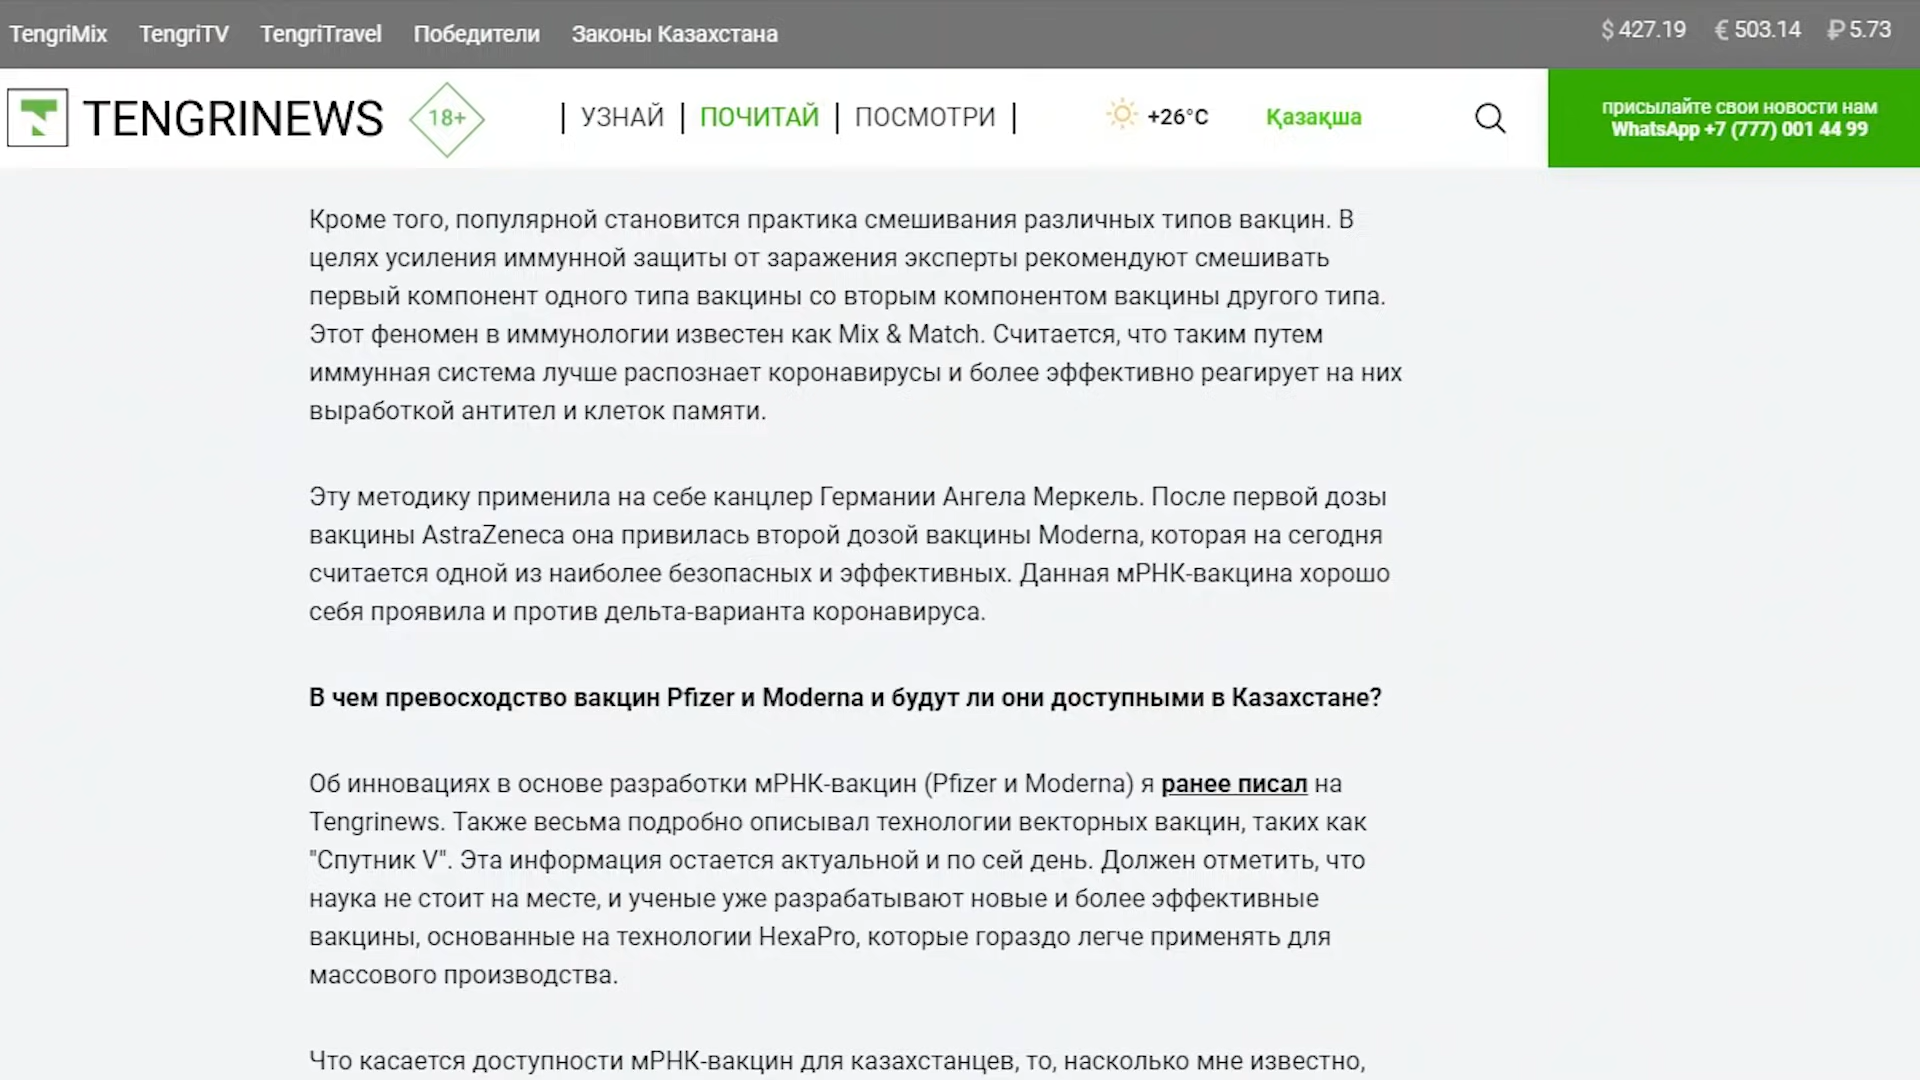 TengriMix TengriTV TengriTravel Победители Законы Казахстана $ 427.19 € 503.14 ₽ 5.73
TENGRINEWS 18+ | УЗНАЙ | ПОЧИТАЙ | ПОСМОТРИ | +26°C Қазақша
присылайте свои новости нам
WhatsApp +7 (777) 001 44 99
Кроме того, популярной становится практика смешивания различных типов вакцин. В
целях усиления иммунной защиты от заражения эксперты рекомендуют смешивать
первый компонент одного типа вакцины со вторым компонентом вакцины другого типа.
Этот феномен в иммунологии известен как Mix & Match. Считается, что таким путем
иммунная система лучше распознает коронавирусы и более эффективно реагирует на них
выработкой антител и клеток памяти.
Эту методику применила на себе канцлер Германии Ангела Меркель. После первой дозы
вакцины AstraZeneca она привилась второй дозой вакцины Moderna, которая на сегодня
считается одной из наиболее безопасных и эффективных. Данная мРНК-вакцина хорошо
себя проявила и против дельта-варианта коронавируса.
В чем превосходство вакцин Pfizer и Moderna и будут ли они доступными в Казахстане?
Об инновациях в основе разработки мРНК-вакцин (Pfizer и Moderna) я ранее писал на
Tengrinews. Также весьма подробно описывал технологии векторных вакцин, таких как
"Спутник V". Эта информация остается актуальной и по сей день. Должен отметить, что
наука не стоит на месте, и ученые уже разрабатывают новые и более эффективные
вакцины, основанные на технологии HexaPro, которые гораздо легче применять для
массового производства.
Что касается доступности мРНК-вакцин для казахстанцев, то, насколько мне известно,